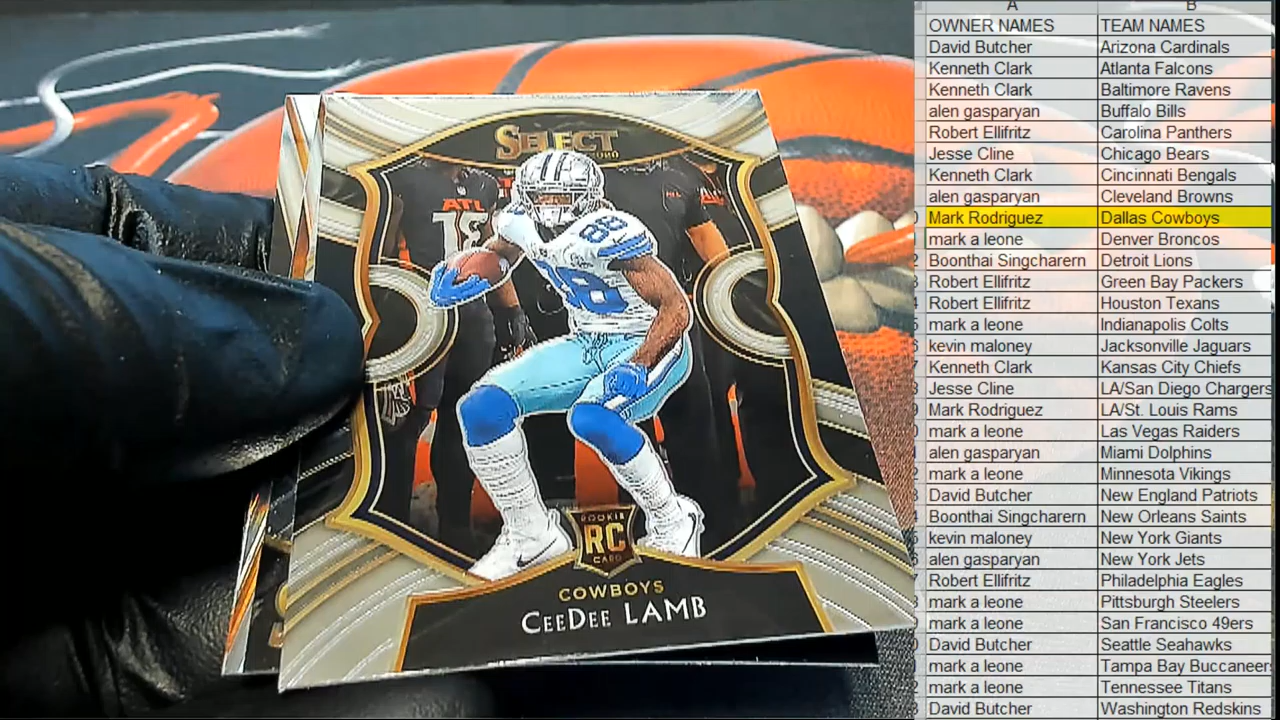 SELECT
ATL
18
88
88
ROOKIE
RC
CARD
COWBOYS
CEEDEE LAMB
A B
OWNER NAMES TEAM NAMES
David Butcher Arizona Cardinals
Kenneth Clark Atlanta Falcons
Kenneth Clark Baltimore Ravens
alen gasparyan Buffalo Bills
Robert Ellifritz Carolina Panthers
Jesse Cline Chicago Bears
Kenneth Clark Cincinnati Bengals
alen gasparyan Cleveland Browns
Mark Rodriguez Dallas Cowboys
mark a leone Denver Broncos
Boonthai Singcharern Detroit Lions
Robert Ellifritz Green Bay Packers
Robert Ellifritz Houston Texans
mark a leone Indianapolis Colts
kevin maloney Jacksonville Jaguars
Kenneth Clark Kansas City Chiefs
Jesse Cline LA/San Diego Chargers
Mark Rodriguez LA/St. Louis Rams
mark a leone Las Vegas Raiders
alen gasparyan Miami Dolphins
mark a leone Minnesota Vikings
David Butcher New England Patriots
Boonthai Singcharern New Orleans Saints
kevin maloney New York Giants
alen gasparyan New York Jets
Robert Ellifritz Philadelphia Eagles
mark a leone Pittsburgh Steelers
mark a leone San Francisco 49ers
David Butcher Seattle Seahawks
mark a leone Tampa Bay Buccaneer
mark a leone Tennessee Titans
David Butcher Washington Redskins